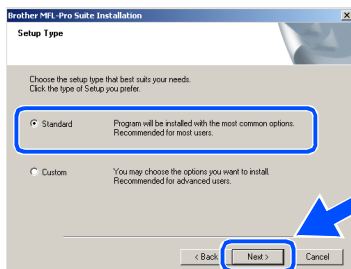 Brother MFL-Pro Suite Installation
Setup Type
Choose the setup type that best suits your needs.
Click the type of Setup you prefer.
Standard
Program will be installed with the most common options.
Recommended for most users.
Custom
You may choose the options you want to install.
Recommended for advanced users.
< Back
Next >
Cancel